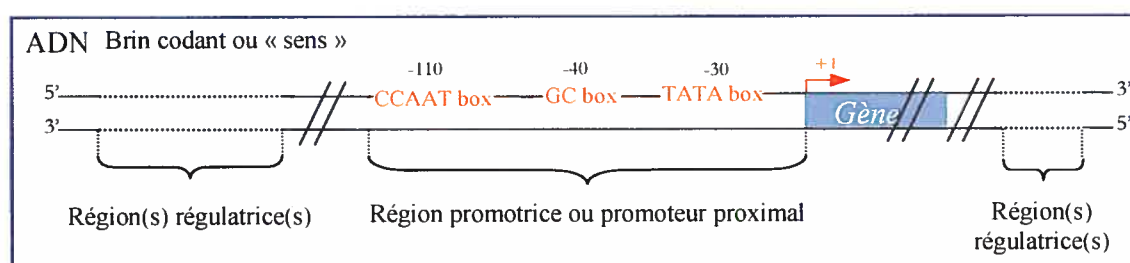 ADN Brin codant ou « sens »
-110 -40 -30 +1
5' CCAAT box GC box TATA box 3'
3' Gène 5'
Région(s) régulatrice(s) Région promotrice ou promoteur proximal Région(s)
régulatrice(s)